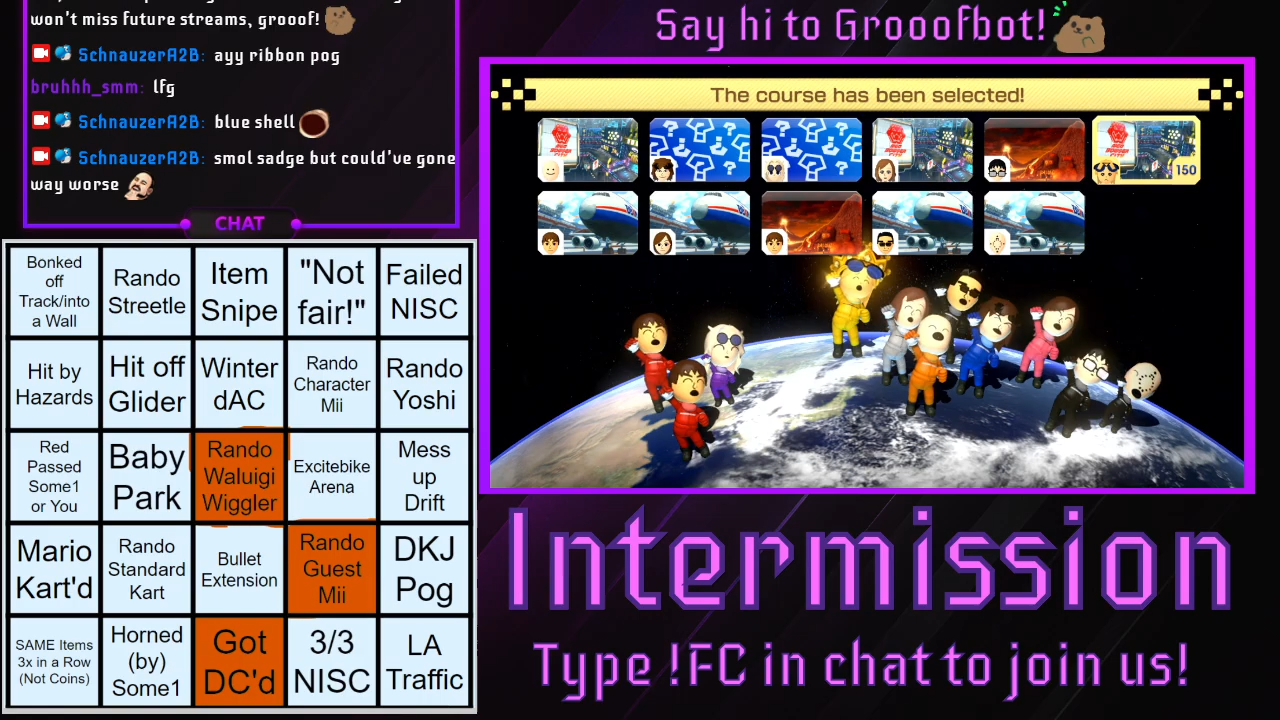 won't miss future streams, grooof!
SchnauzerA2B: ayy ribbon pog
bruhhh_smm: lfg
SchnauzerA2B: blue shell
SchnauzerA2B: smol sadge but could've gone
way worse
CHAT
Say hi to Grooofbot!
The course has been selected!
150
Bonked
off
Track/into
a Wall
Rando
Streetle
Item
Snipe
"Not
fair!"
Failed
NISC
Hit by
Hazards
Hit off
Glider
Winter
dAC
Rando
Character
Mii
Rando
Yoshi
Red
Passed
Some1
or You
Baby
Park
Rando
Waluigi
Wiggler
Excitebike
Arena
Mess
up
Drift
Mario
Kart'd
Rando
Standard
Kart
Bullet
Extension
Rando
Guest
Mii
DKJ
Pog
SAME Items
3x in a Row
(Not Coins)
Horned
(by)
Some1
Got
DC'd
3/3
NISC
LA
Traffic
Intermission
Type !FC in chat to join us!